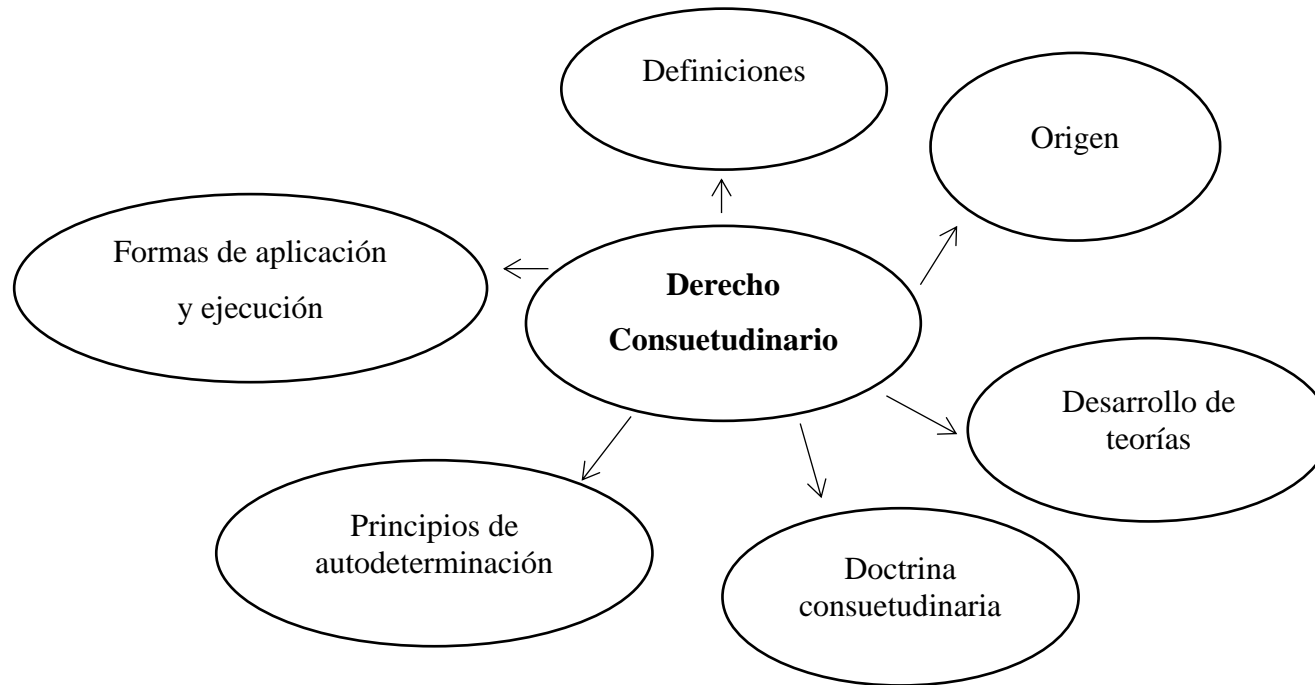 Definiciones
Origen
Formas de aplicación
y ejecución
Derecho
Consuetudinario
Desarrollo de
teorías
Principios de
autodeterminación
Doctrina
consuetudinaria